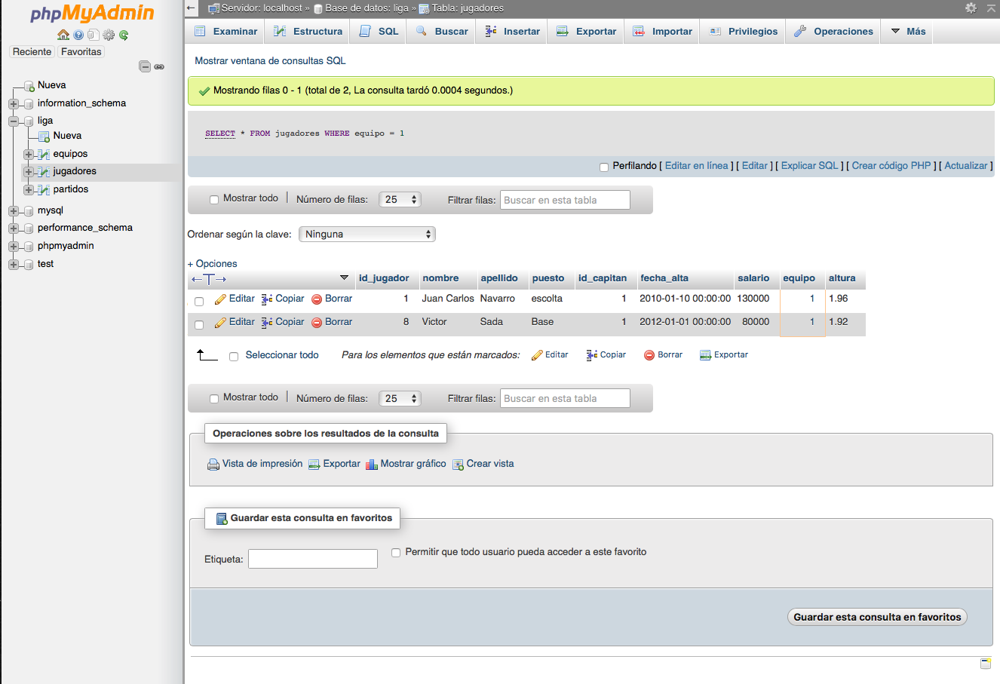 phpMyAdmin
Reciente Favoritas
Nueva
information_schema
liga
Nueva
equipos
jugadores
partidos
mysql
performance_schema
phpmyadmin
test
Servidor: localhost » Base de datos: liga » Tabla: jugadores
Examinar Estructura SQL Buscar Insertar Exportar Importar Privilegios Operaciones Más
Mostrar ventana de consultas SQL
Mostrando filas 0 - 1 (total de 2, La consulta tardó 0.0004 segundos.)
SELECT * FROM jugadores WHERE equipo = 1
Perfilando [ Editar en línea ] [ Editar ] [ Explicar SQL ] [ Crear código PHP ] [ Actualizar ]
Mostrar todo | Número de filas: 25 Filtrar filas: Buscar en esta tabla
Ordenar según la clave: Ninguna
+ Opciones
←T→ id_jugador nombre apellido puesto id_capitan fecha_alta salario equipo altura
Editar Copiar Borrar 1 Juan Carlos Navarro escolta 1 2010-01-10 00:00:00 130000 1 1.96
Editar Copiar Borrar 8 Victor Sada Base 1 2012-01-01 00:00:00 80000 1 1.92
Seleccionar todo Para los elementos que están marcados: Editar Copiar Borrar Exportar
Mostrar todo | Número de filas: 25 Filtrar filas: Buscar en esta tabla
Operaciones sobre los resultados de la consulta
Vista de impresión Exportar Mostrar gráfico Crear vista
Guardar esta consulta en favoritos
Etiqueta: Permitir que todo usuario pueda acceder a este favorito
Guardar esta consulta en favoritos